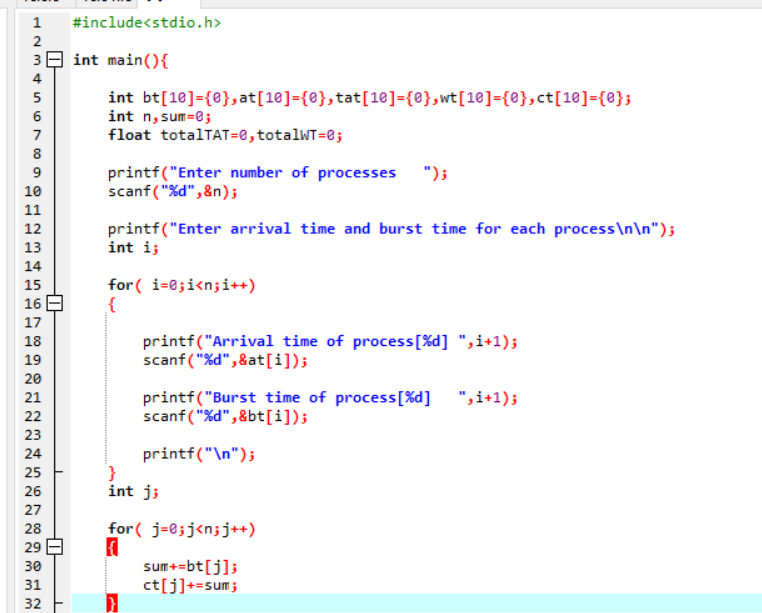 1 #include<stdio.h>
2
3 int main(){
4
5 int bt[10]={0},at[10]={0},tat[10]={0},wt[10]={0},ct[10]={0};
6 int n,sum=0;
7 float totalTAT=0,totalWT=0;
8
9 printf("Enter number of processes   ");
10 scanf("%d",&n);
11
12 printf("Enter arrival time and burst time for each process\n\n");
13 int i;
14
15 for( i=0;i<n;i++)
16 {
17
18 printf("Arrival time of process[%d] ",i+1);
19 scanf("%d",&at[i]);
20
21 printf("Burst time of process[%d]   ",i+1);
22 scanf("%d",&bt[i]);
23
24 printf("\n");
25 }
26 int j;
27
28 for( j=0;j<n;j++)
29 {
30 sum+=bt[j];
31 ct[j]+=sum;
32 }